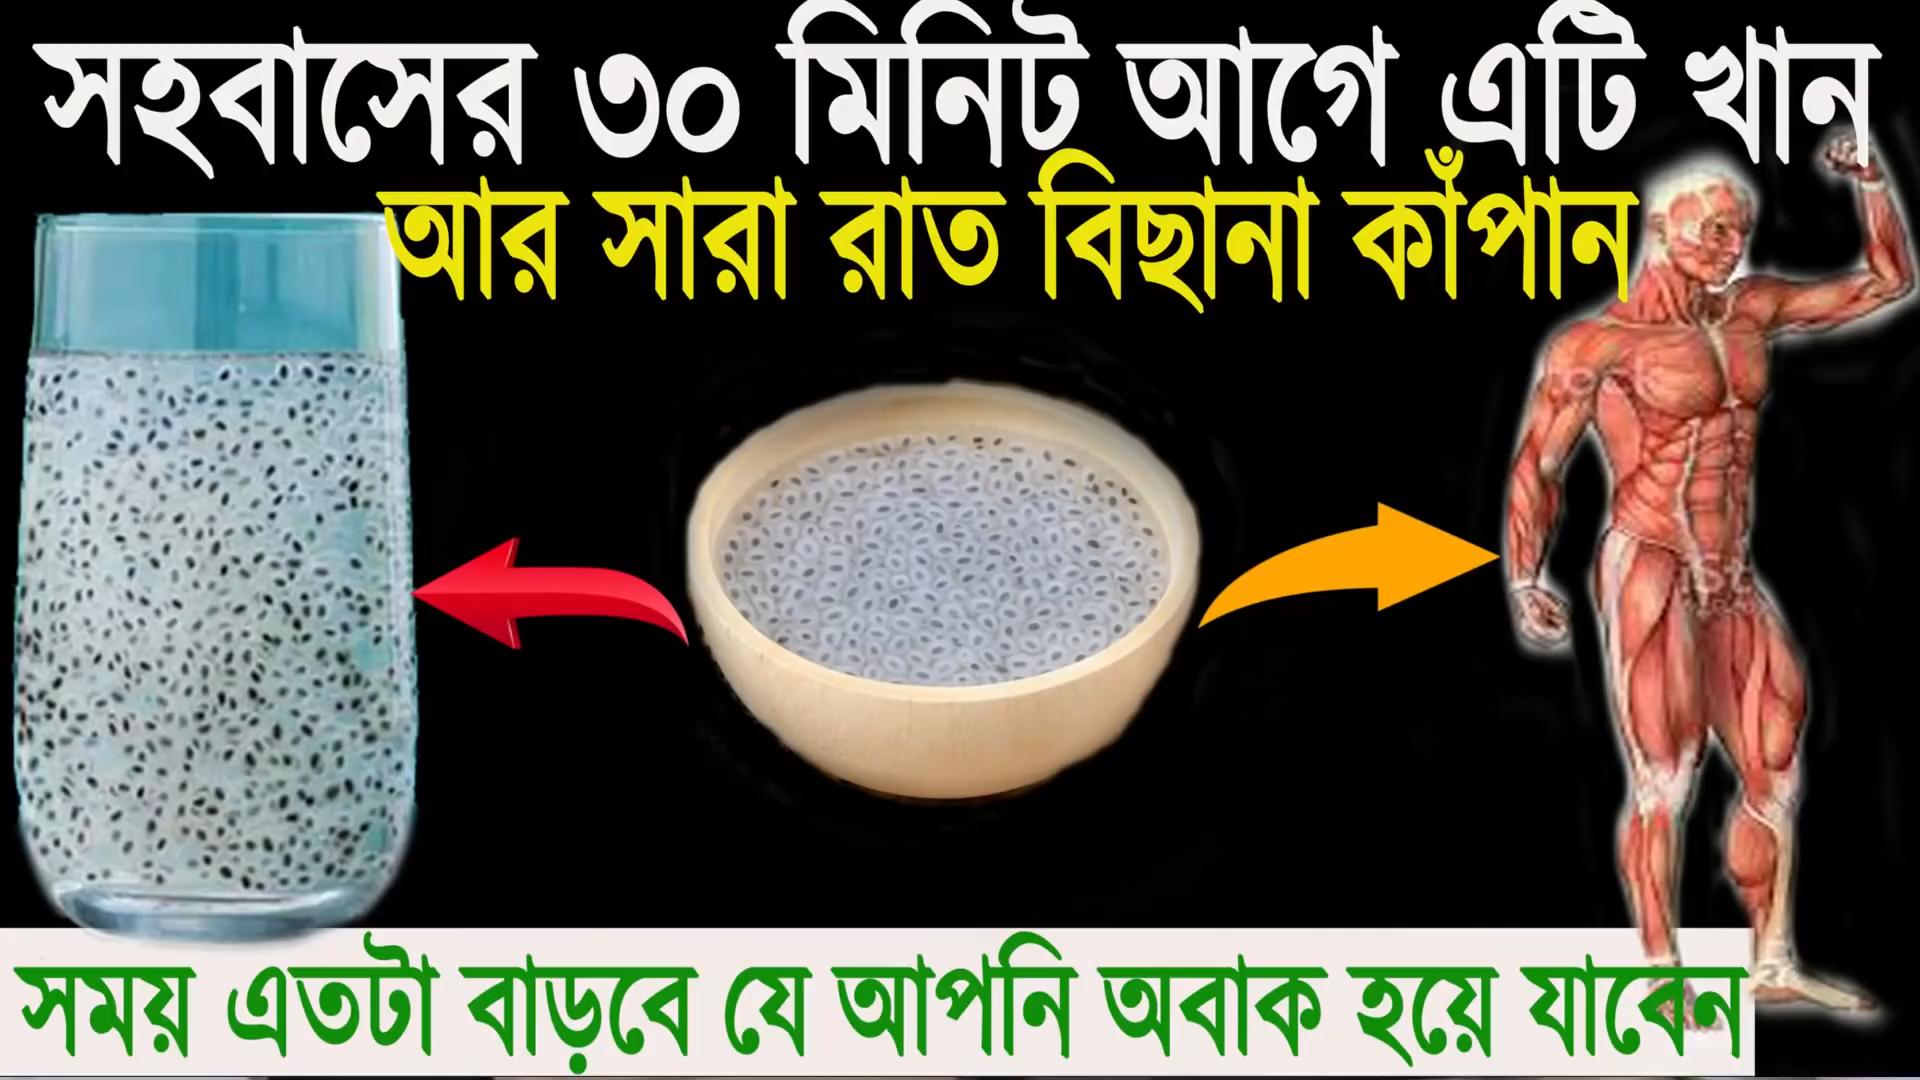 সহবাসের ৩০ মিনিট আগে এটি খান
আর সারা রাত বিছানা কাঁপান
সময় এতটা বাড়বে যে আপনি অবাক হয়ে যাবেন